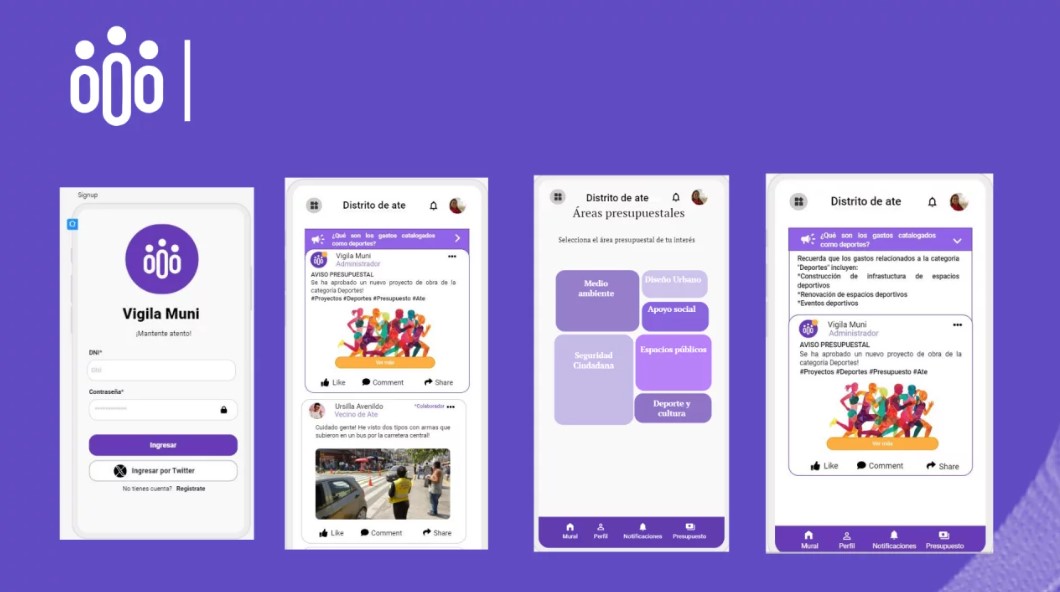 Signup
Vigila Muni
¡Mantente atento!
DNI*
Contraseña*
Ingresar
Ingresar por Twitter
No tienes cuenta? Registrate
Distrito de ate
¿Qué son los gastos catalogados
como deportes?
Vigila Muni
Administrador
AVISO PRESUPUESTAL
Se ha aprobado un nuevo proyecto de obra de la
categoría Deportes!
#Proyectos #Deportes #Presupuesto #Ate
Ver más
Like Comment Share
Ursilla Avenildo
*Colaborador
Vecino de Ate
Cuidado gente! He visto dos tipos con armas que
subieron en un bus por la carretera central!
Like Comment Share
Distrito de ate
Áreas presupuestales
Selecciona el área presupuestal de tu interés
Medio
ambiente
Diseño Urbano
Apoyo social
Seguridad
Ciudadana
Espacios públicos
Deporte y
cultura
Mural Perfil Notificaciones Presupuesto
Distrito de ate
¿Qué son los gastos catalogados
como deportes?
Recuerda que los gastos relacionados a la categoría
"Deportes" incluyen:
*Construcción de infraestuctura de espacios
deportivos
*Renovación de espacios deportivos
*Eventos deportivos
Vigila Muni
Administrador
AVISO PRESUPUESTAL
Se ha aprobado un nuevo proyecto de obra de la
categoría Deportes!
#Proyectos #Deportes #Presupuesto #Ate
Like Comment Share
Mural Perfil Notificaciones Presupuesto